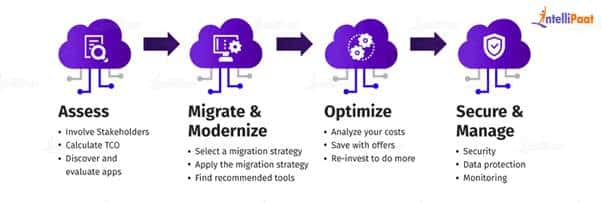 IntelliPaat
Assess
• Involve Stakeholders
• Calculate TCO
• Discover and
evaluate apps
Migrate &
Modernize
• Select a migration strategy
• Apply the migration strategy
• Find recommended tools
Optimize
• Analyze your costs
• Save with offers
• Re-invest to do more
Secure &
Manage
• Security
• Data protection
• Monitoring